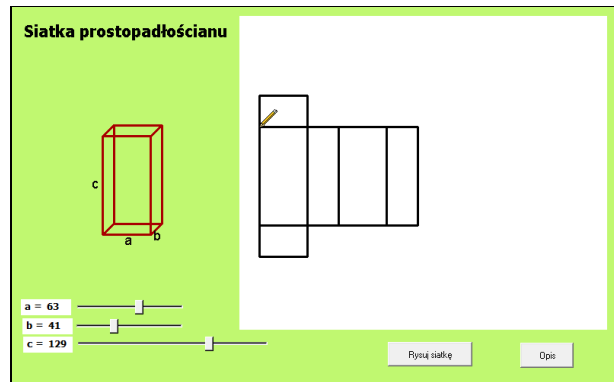 Siatka prostopadłościanu
c
a
b
a = 63
b = 41
c = 129
Rysuj siatkę
Opis